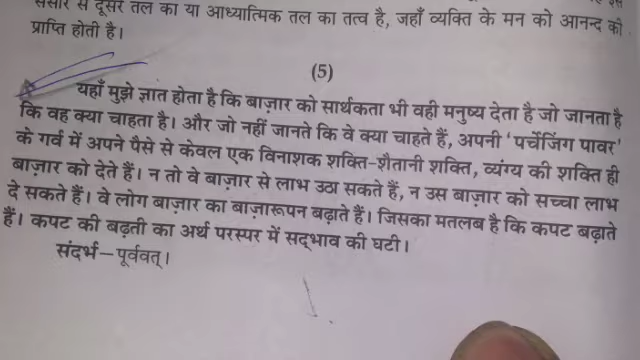 संसार से दूसरे तल का या आध्यात्मिक तल का तत्व है, जहाँ व्यक्ति के मन को आनन्द की
प्राप्ति होती है।
(5)
यहाँ मुझे ज्ञात होता है कि बाज़ार को सार्थकता भी वही मनुष्य देता है जो जानता है
कि वह क्या चाहता है। और जो नहीं जानते कि वे क्या चाहते हैं, अपनी 'पर्चेजिंग पावर'
के गर्व में अपने पैसे से केवल एक विनाशक शक्ति-शैतानी शक्ति, व्यंग्य की शक्ति ही
बाज़ार को देते हैं। न तो वे बाज़ार से लाभ उठा सकते हैं, न उस बाज़ार को सच्चा लाभ
दे सकते हैं। वे लोग बाज़ार का बाज़ारूपन बढ़ाते हैं। जिसका मतलब है कि कपट बढ़ाते
हैं। कपट की बढ़ती का अर्थ परस्पर में सद्भाव की घटी।
संदर्भ—पूर्ववत्।